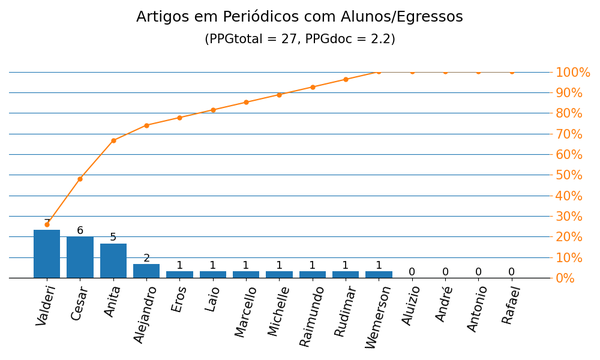 Artigos em Periódicos com Alunos/Egressos
(PPGtotal = 27, PPGdoc = 2.2)
100%
90%
80%
70%
60%
50%
40%
30%
20%
10%
0%
7
6
5
2
1
1
1
1
1
1
1
0
0
0
0
Valderi
Cesar
Anita
Alejandro
Eros
Laio
Marcello
Michelle
Raimundo
Rudimar
Wemerson
Aluizio
André
Antonio
Rafael